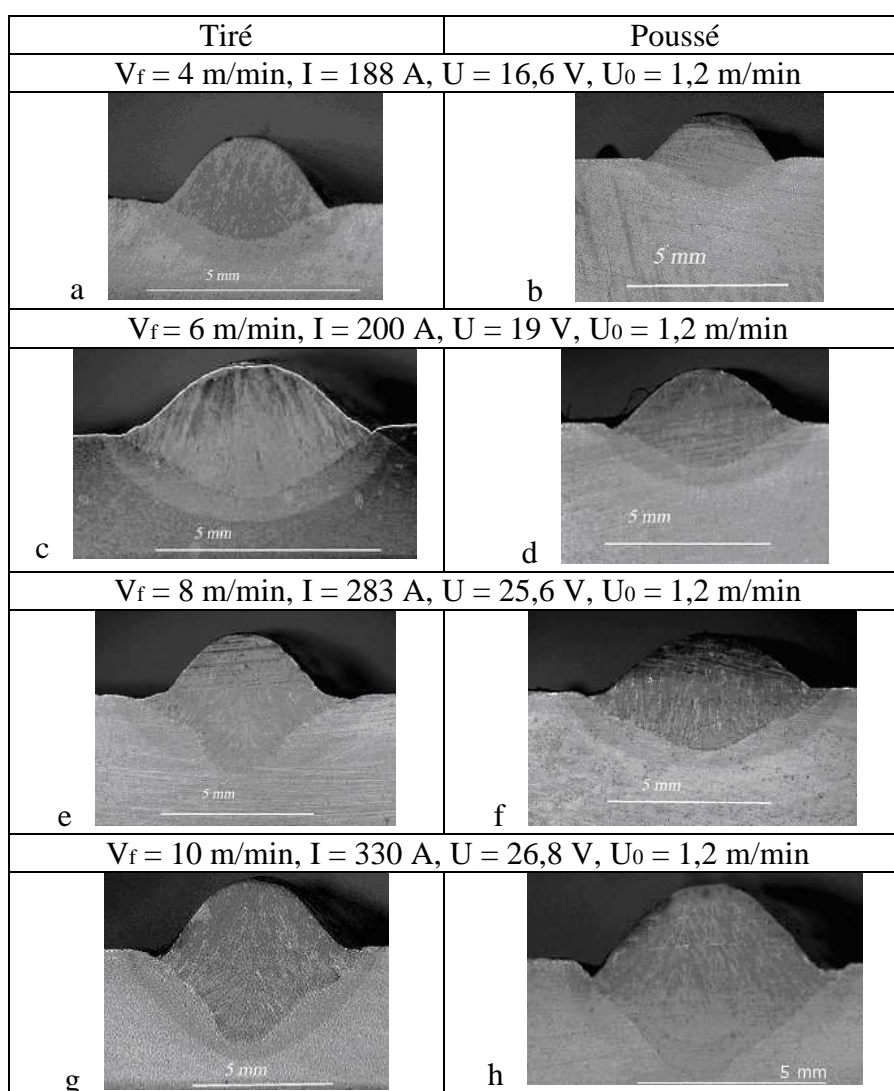 Tiré Poussé
Vf = 4 m/min, I = 188 A, U = 16,6 V, U0 = 1,2 m/min
5 mm 5 mm
a b
Vf = 6 m/min, I = 200 A, U = 19 V, U0 = 1,2 m/min
5 mm 5 mm
c d
Vf = 8 m/min, I = 283 A, U = 25,6 V, U0 = 1,2 m/min
5 mm 5 mm
e f
Vf = 10 m/min, I = 330 A, U = 26,8 V, U0 = 1,2 m/min
5 mm 5 mm
g h